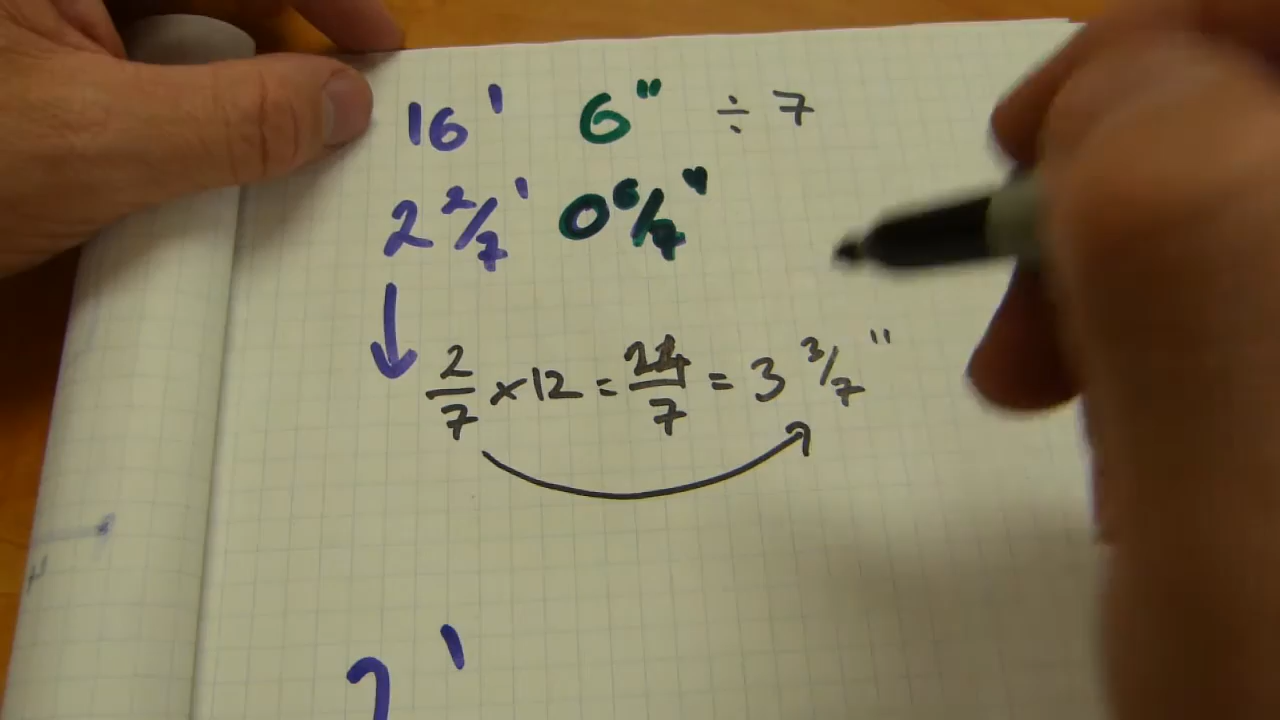 16' 6" ÷ 7
2 2/7' 0 6/7"
2/7 × 12 = 24/7 = 3 3/7"
2'